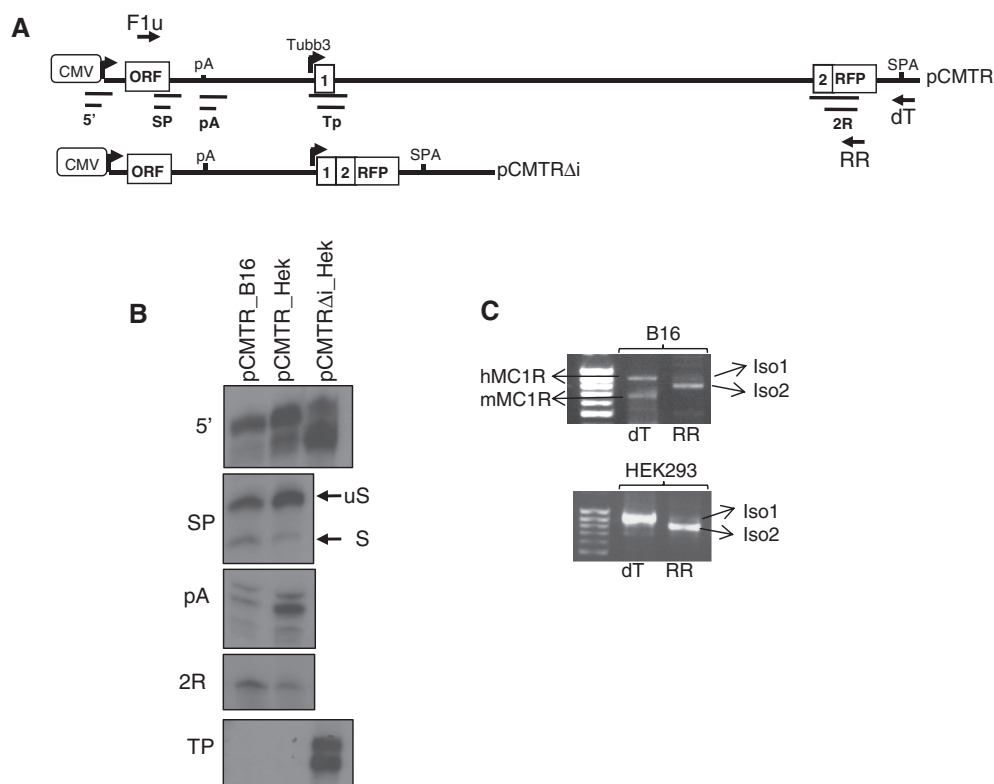 A
F1u
CMV
ORF
pA
Tubb3
1
2
RFP
SPA
pCMTR
5'
SP
pA
Tp
2R
dT
RR
CMV
ORF
pA
1
2
RFP
SPA
pCMTRΔi
B
pCMTR_B16
pCMTR_Hek
pCMTRΔi_Hek
5'
SP
uS
S
pA
2R
TP
C
B16
hMC1R
mMC1R
Iso1
Iso2
dT RR
HEK293
Iso1
Iso2
dT RR